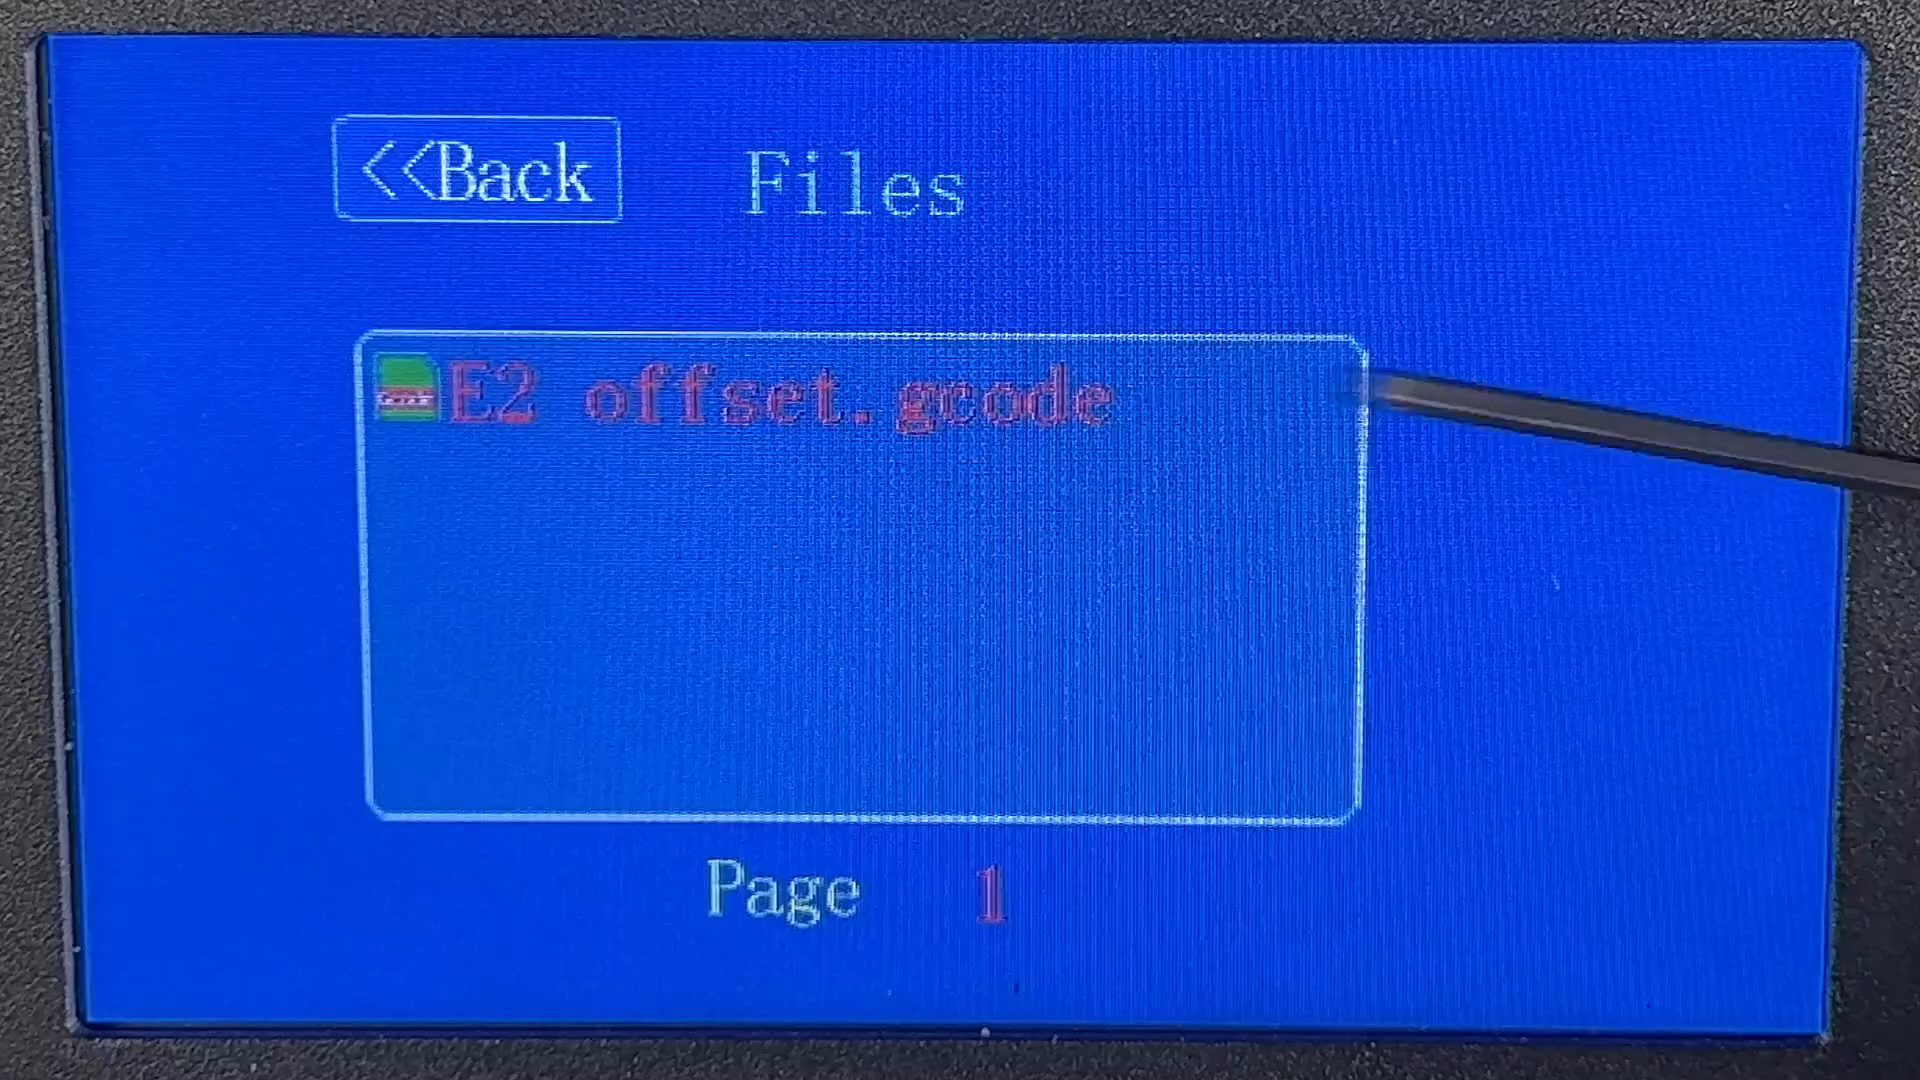 <<Back
Files
E2 offset.gcode
Page 1